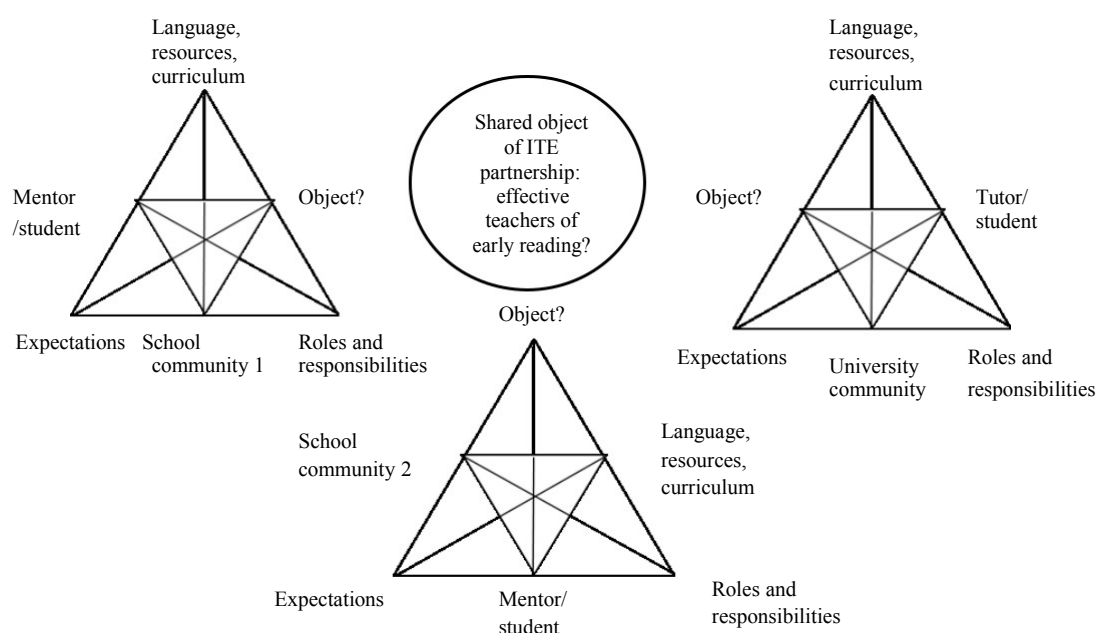 Language,
resources,
curriculum
Mentor
/student
Object?
Expectations
School
community 1
Roles and
responsibilities
Shared object
of ITE
partnership:
effective
teachers of
early reading?
Language,
resources,
curriculum
Object?
Tutor/
student
Expectations
University
community
Roles and
responsibilities
Object?
School
community 2
Language,
resources,
curriculum
Expectations
Mentor/
student
Roles and
responsibilities